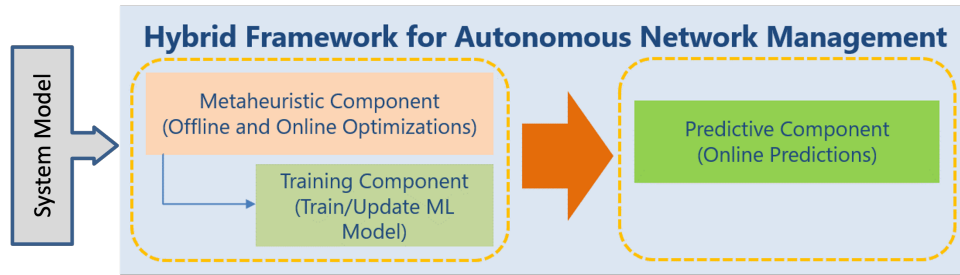 Hybrid Framework for Autonomous Network Management
System Model
Metaheuristic Component
(Offline and Online Optimizations)
Training Component
(Train/Update ML
Model)
Predictive Component
(Online Predictions)